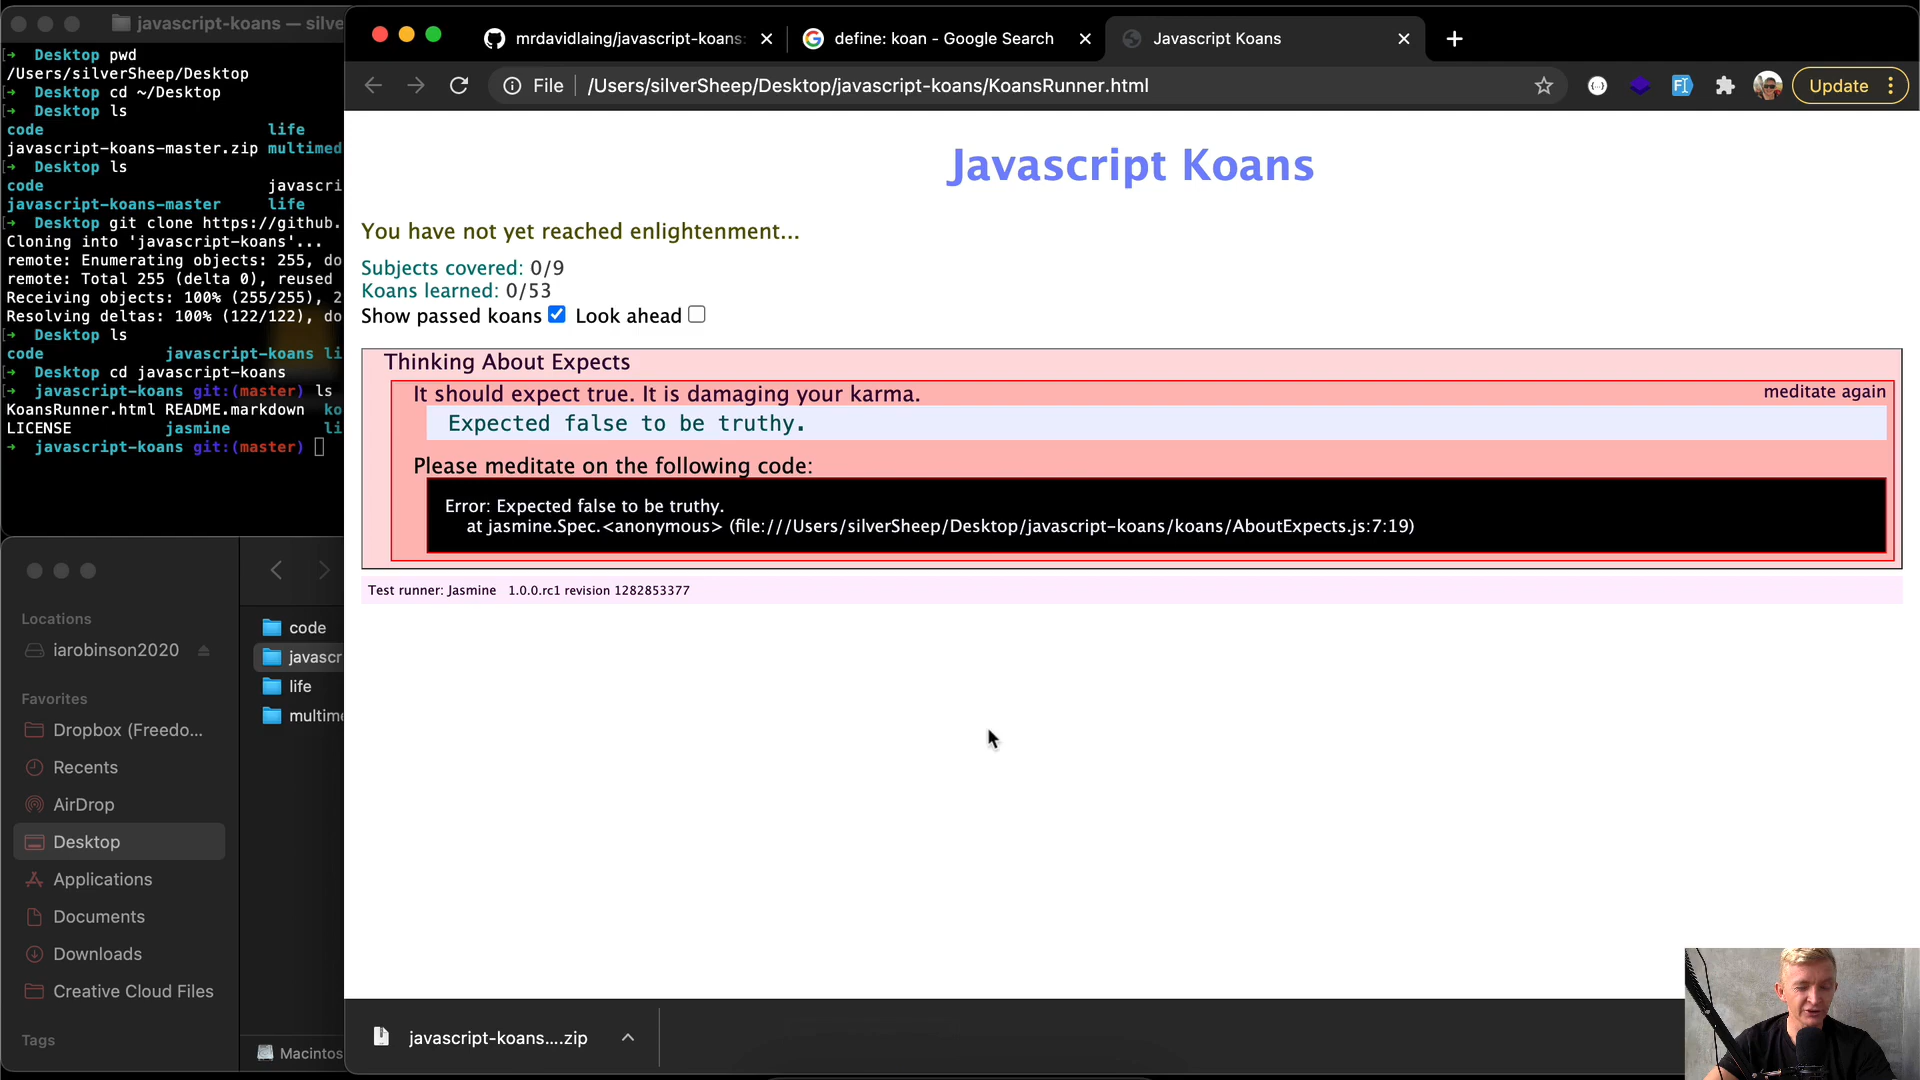 javascript-koans — silve
➜ Desktop pwd
/Users/silverSheep/Desktop
➜ Desktop cd ~/Desktop
➜ Desktop ls
code life
javascript-koans-master.zip multimed
➜ Desktop ls
code javascri
javascript-koans-master life
➜ Desktop git clone https://github.
Cloning into 'javascript-koans'...
remote: Enumerating objects: 255, do
remote: Total 255 (delta 0), reused
Receiving objects: 100% (255/255), 2
Resolving deltas: 100% (122/122), do
➜ Desktop ls
code javascript-koans li
➜ Desktop cd javascript-koans
➜ javascript-koans git:(master) ls
KoansRunner.html README.markdown ko
LICENSE jasmine li
➜ javascript-koans git:(master)
Locations
iarobinson2020
Favorites
Dropbox (Freedo...
Recents
AirDrop
Desktop
Applications
Documents
Downloads
Creative Cloud Files
Tags
code
javascr
life
multime
Macintos
mrdavidlaing/javascript-koans:
define: koan - Google Search
Javascript Koans
File /Users/silverSheep/Desktop/javascript-koans/KoansRunner.html
Update
Javascript Koans
You have not yet reached enlightenment...
Subjects covered: 0/9
Koans learned: 0/53
Show passed koans Look ahead
Thinking About Expects
It should expect true. It is damaging your karma. meditate again
Expected false to be truthy.
Please meditate on the following code:
Error: Expected false to be truthy.
at jasmine.Spec.<anonymous> (file:///Users/silverSheep/Desktop/javascript-koans/koans/AboutExpects.js:7:19)
Test runner: Jasmine 1.0.0.rc1 revision 1282853377
javascript-koans....zip